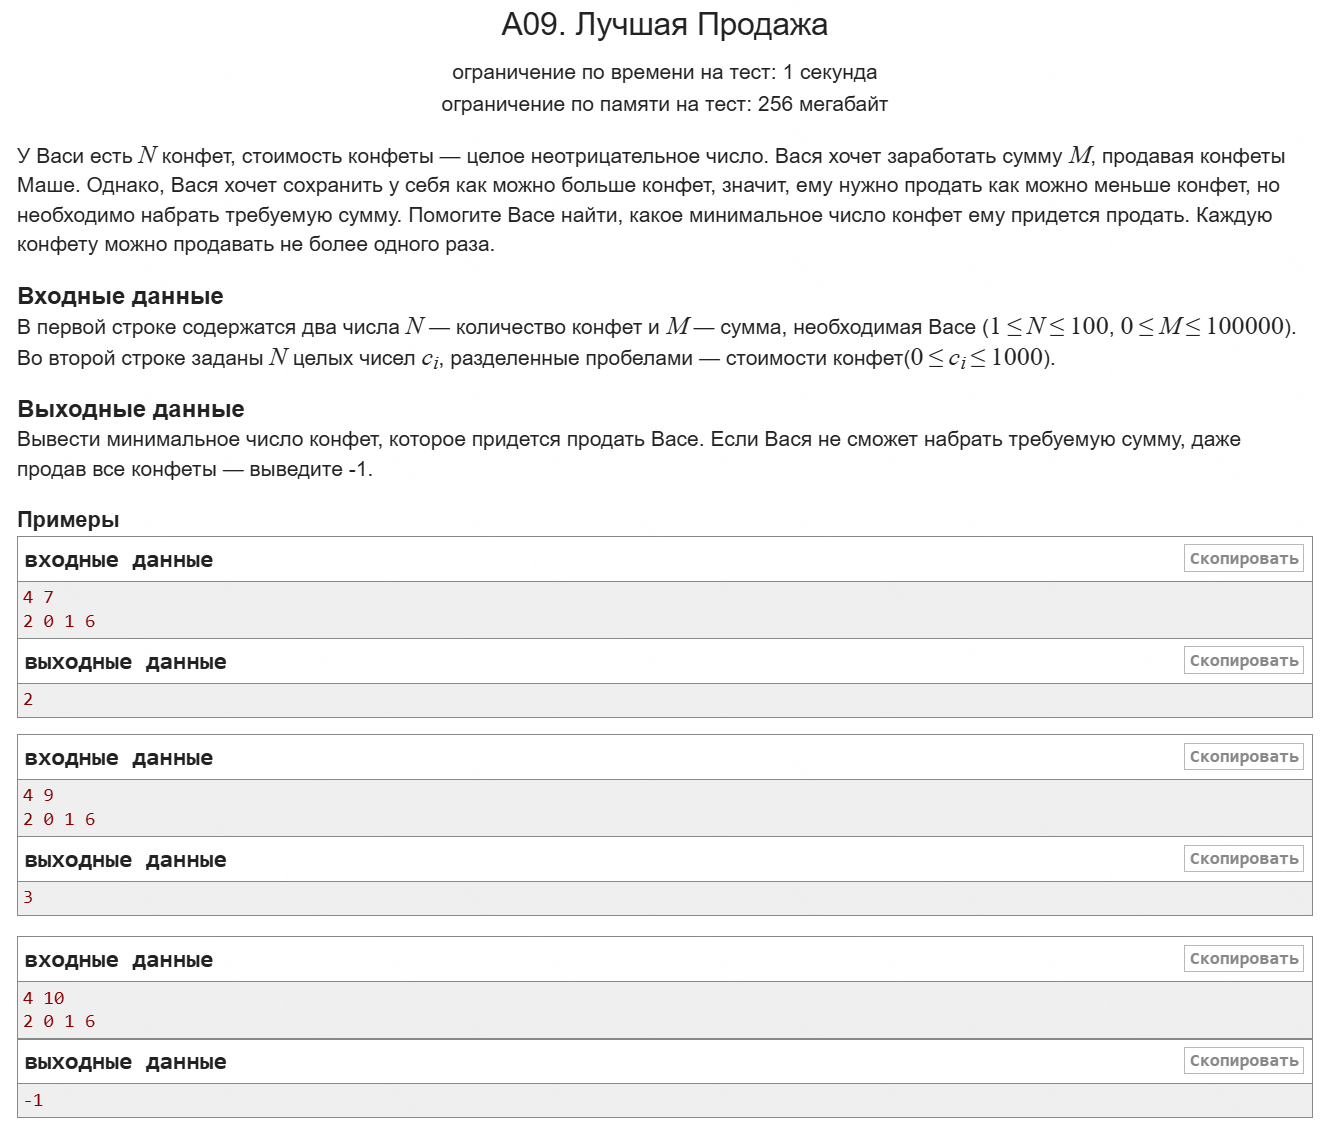 A09. Лучшая Продажа
ограничение по времени на тест: 1 секунда
ограничение по памяти на тест: 256 мегабайт
У Васи есть N конфет, стоимость конфеты — целое неотрицательное число. Вася хочет заработать сумму M, продавая конфеты
Маше. Однако, Вася хочет сохранить у себя как можно больше конфет, значит, ему нужно продать как можно меньше конфет, но
необходимо набрать требуемую сумму. Помогите Васе найти, какое минимальное число конфет ему придется продать. Каждую
конфету можно продавать не более одного раза.
Входные данные
В первой строке содержатся два числа N — количество конфет и M — сумма, необходимая Васе (1 ≤ N ≤ 100, 0 ≤ M ≤ 100000).
Во второй строке заданы N целых чисел c_i, разделенные пробелами — стоимости конфет(0 ≤ c_i ≤ 1000).
Выходные данные
Вывести минимальное число конфет, которое придется продать Васе. Если Вася не сможет набрать требуемую сумму, даже
продав все конфеты — выведите -1.
Примеры
входные данные Скопировать
4 7
2 0 1 6
выходные данные Скопировать
2
входные данные Скопировать
4 9
2 0 1 6
выходные данные Скопировать
3
входные данные Скопировать
4 10
2 0 1 6
выходные данные Скопировать
-1